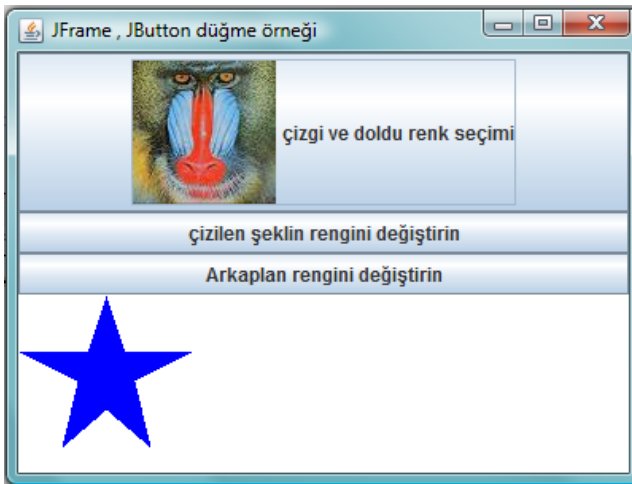 JFrame , JButton düğme örneği
çizgi ve doldu renk seçimi
çizilen şeklin rengini değiştirin
Arkaplan rengini değiştirin